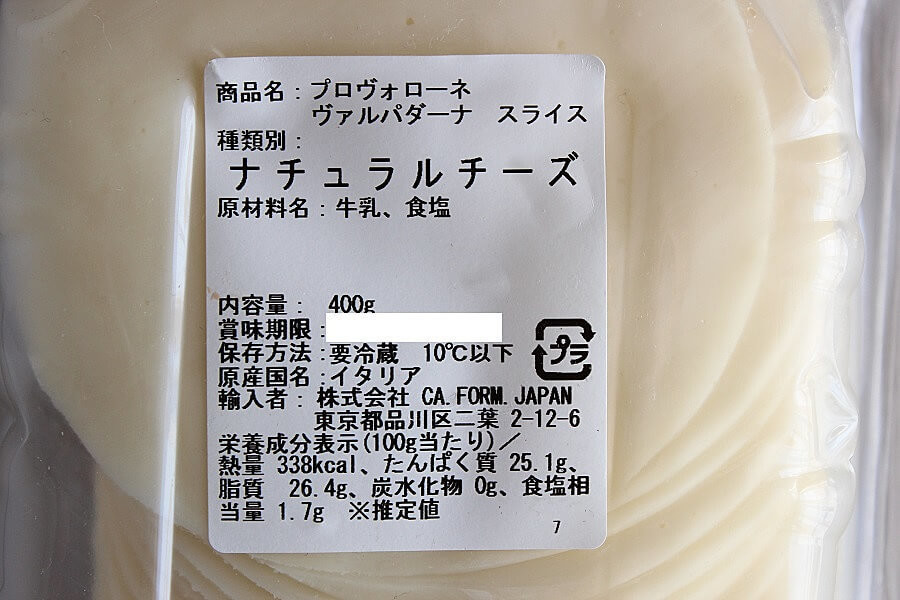 商品名：プロヴォローネ
ヴァルパダーナ　スライス
種類別：
ナチュラルチーズ
原材料名：牛乳、食塩
内容量：　400g
賞味期限：
保存方法：要冷蔵　10℃以下
プラ
原産国名：イタリア
輸入者：株式会社 CA.FORM.JAPAN
東京都品川区二葉 2-12-6
栄養成分表示(100g当たり)／
熱量 338kcal、たんぱく質 25.1g、
脂質　26.4g、炭水化物 0g、食塩相
当量 1.7g　※推定値
7